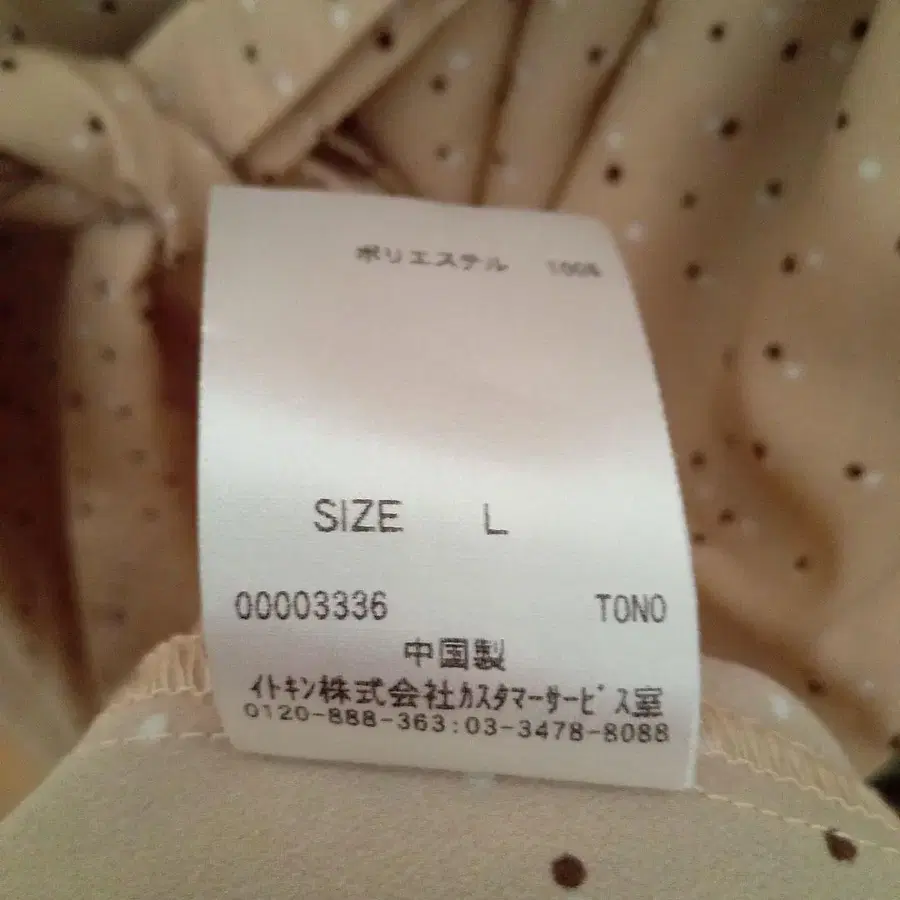 ポリエステル 100%
SIZE L
00003336 TONO
中国製
イトキン株式会社カスタマーサービス室
0120-888-363:03-3478-8088